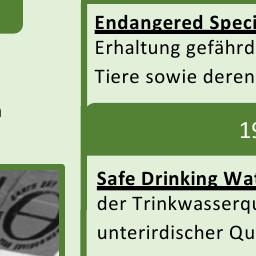 Endangered Speci
Erhaltung gefährd
Tiere sowie deren
19
Safe Drinking Wat
der Trinkwasserqu
unterirdischer Qu